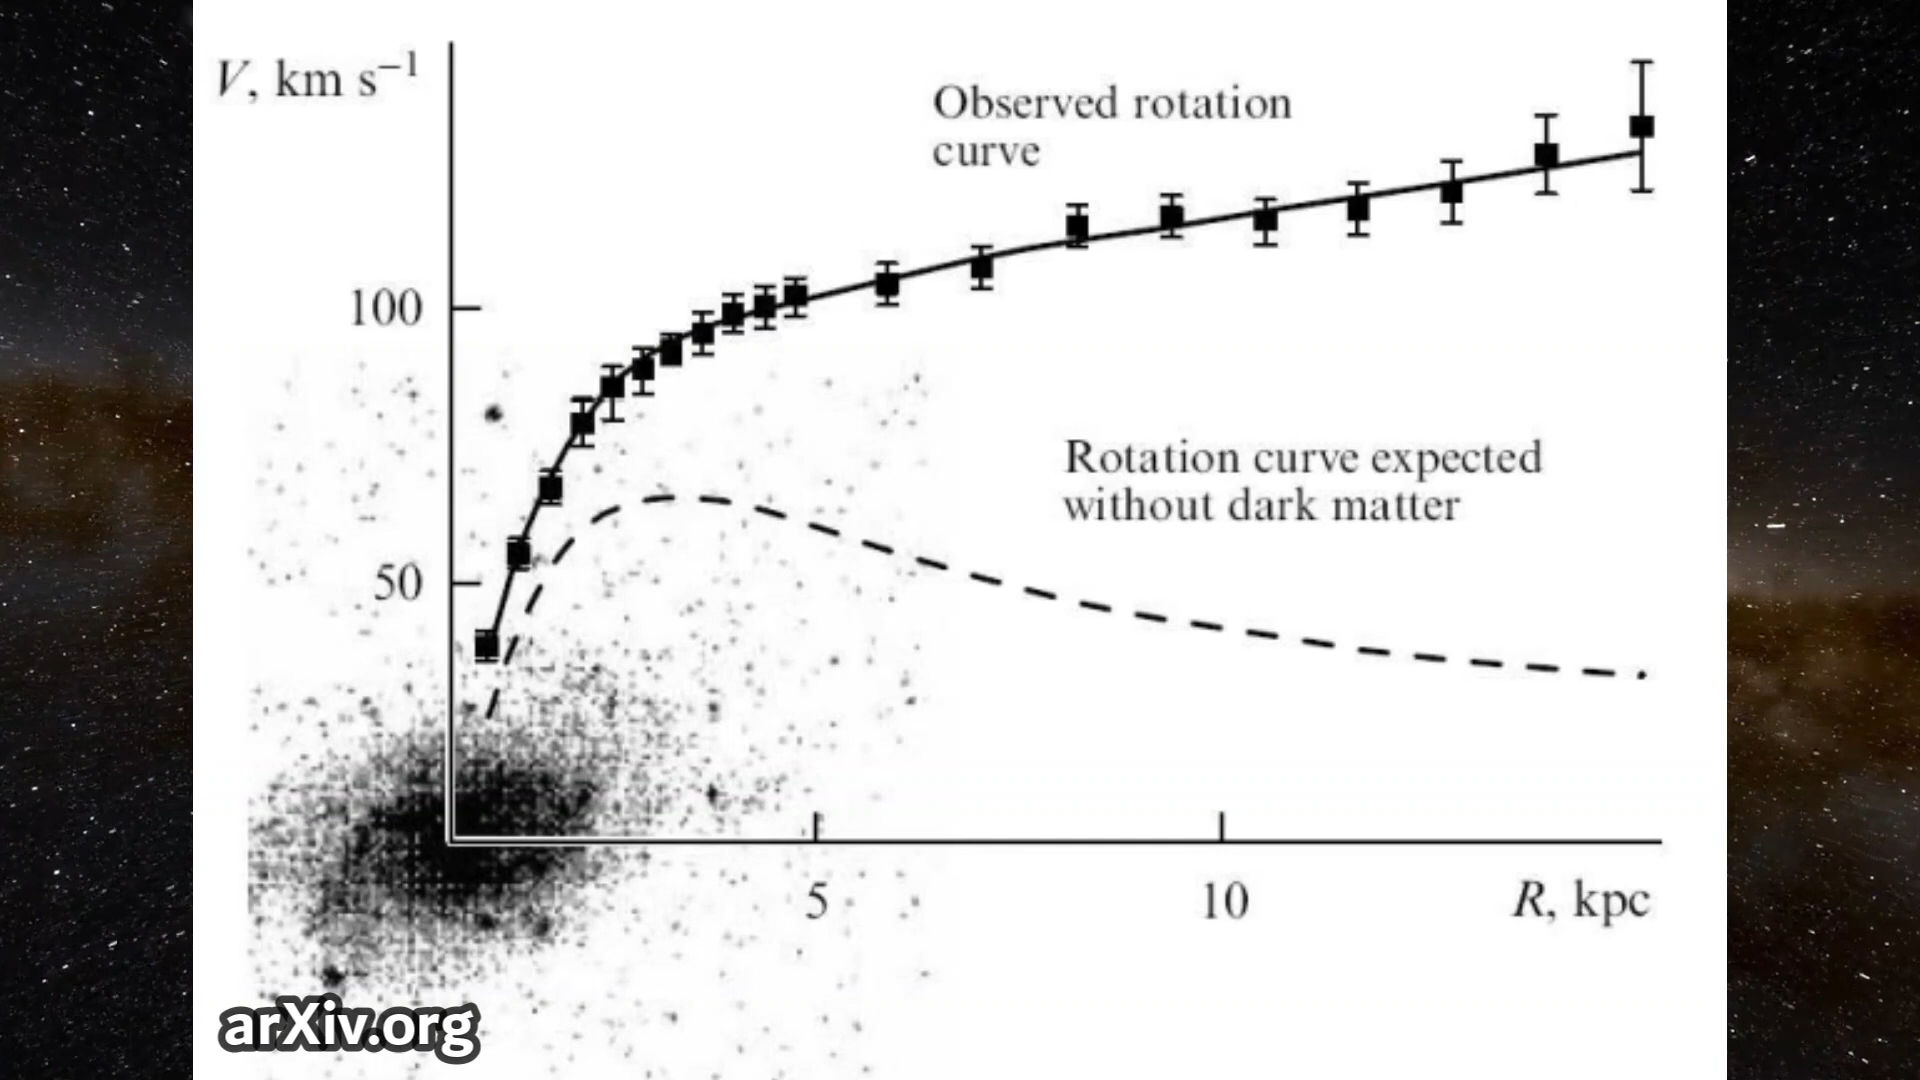 V, km s⁻¹
Observed rotation
curve
100
Rotation curve expected
without dark matter
50
5
10
R, kpc
arXiv.org